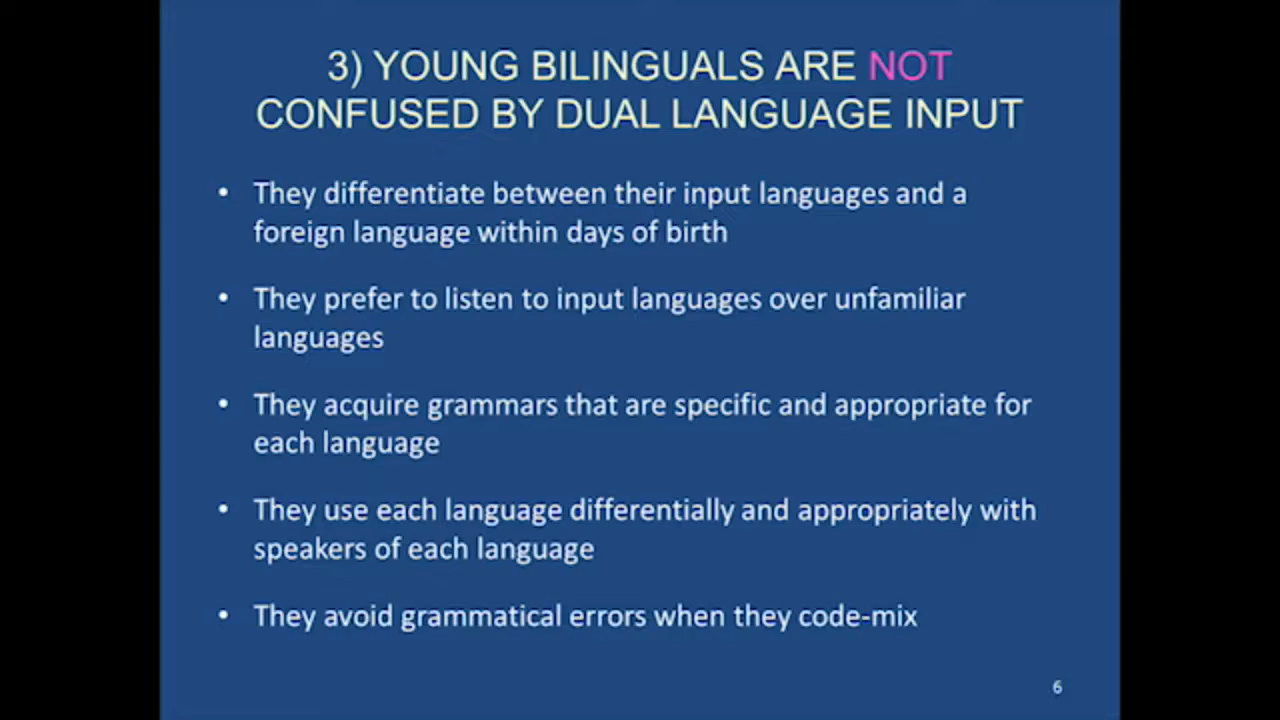 3) YOUNG BILINGUALS ARE NOT
CONFUSED BY DUAL LANGUAGE INPUT
• They differentiate between their input languages and a
foreign language within days of birth
• They prefer to listen to input languages over unfamiliar
languages
• They acquire grammars that are specific and appropriate for
each language
• They use each language differentially and appropriately with
speakers of each language
• They avoid grammatical errors when they code-mix
6